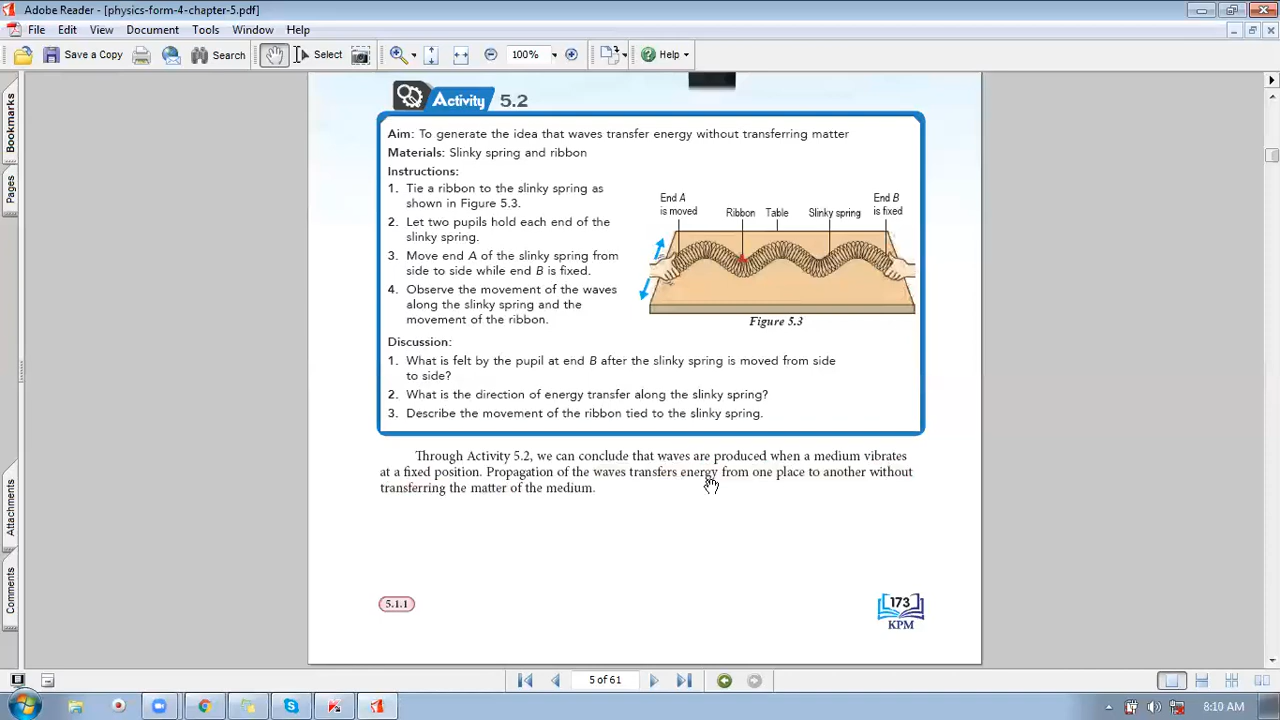 Adobe Reader - [physics-form-4-chapter-5.pdf]
File Edit View Document Tools Window Help
Save a Copy Search Select 100% Help
Bookmarks
Pages
Attachments
Comments
Activity 5.2
Aim: To generate the idea that waves transfer energy without transferring matter
Materials: Slinky spring and ribbon
Instructions:
1. Tie a ribbon to the slinky spring as
shown in Figure 5.3.
2. Let two pupils hold each end of the
slinky spring.
3. Move end A of the slinky spring from
side to side while end B is fixed.
4. Observe the movement of the waves
along the slinky spring and the
movement of the ribbon.
End A
is moved
Ribbon
Table
Slinky spring
End B
is fixed
Figure 5.3
Discussion:
1. What is felt by the pupil at end B after the slinky spring is moved from side
to side?
2. What is the direction of energy transfer along the slinky spring?
3. Describe the movement of the ribbon tied to the slinky spring.
Through Activity 5.2, we can conclude that waves are produced when a medium vibrates
at a fixed position. Propagation of the waves transfers energy from one place to another without
transferring the matter of the medium.
5.1.1
173
KPM
5 of 61
8:10 AM